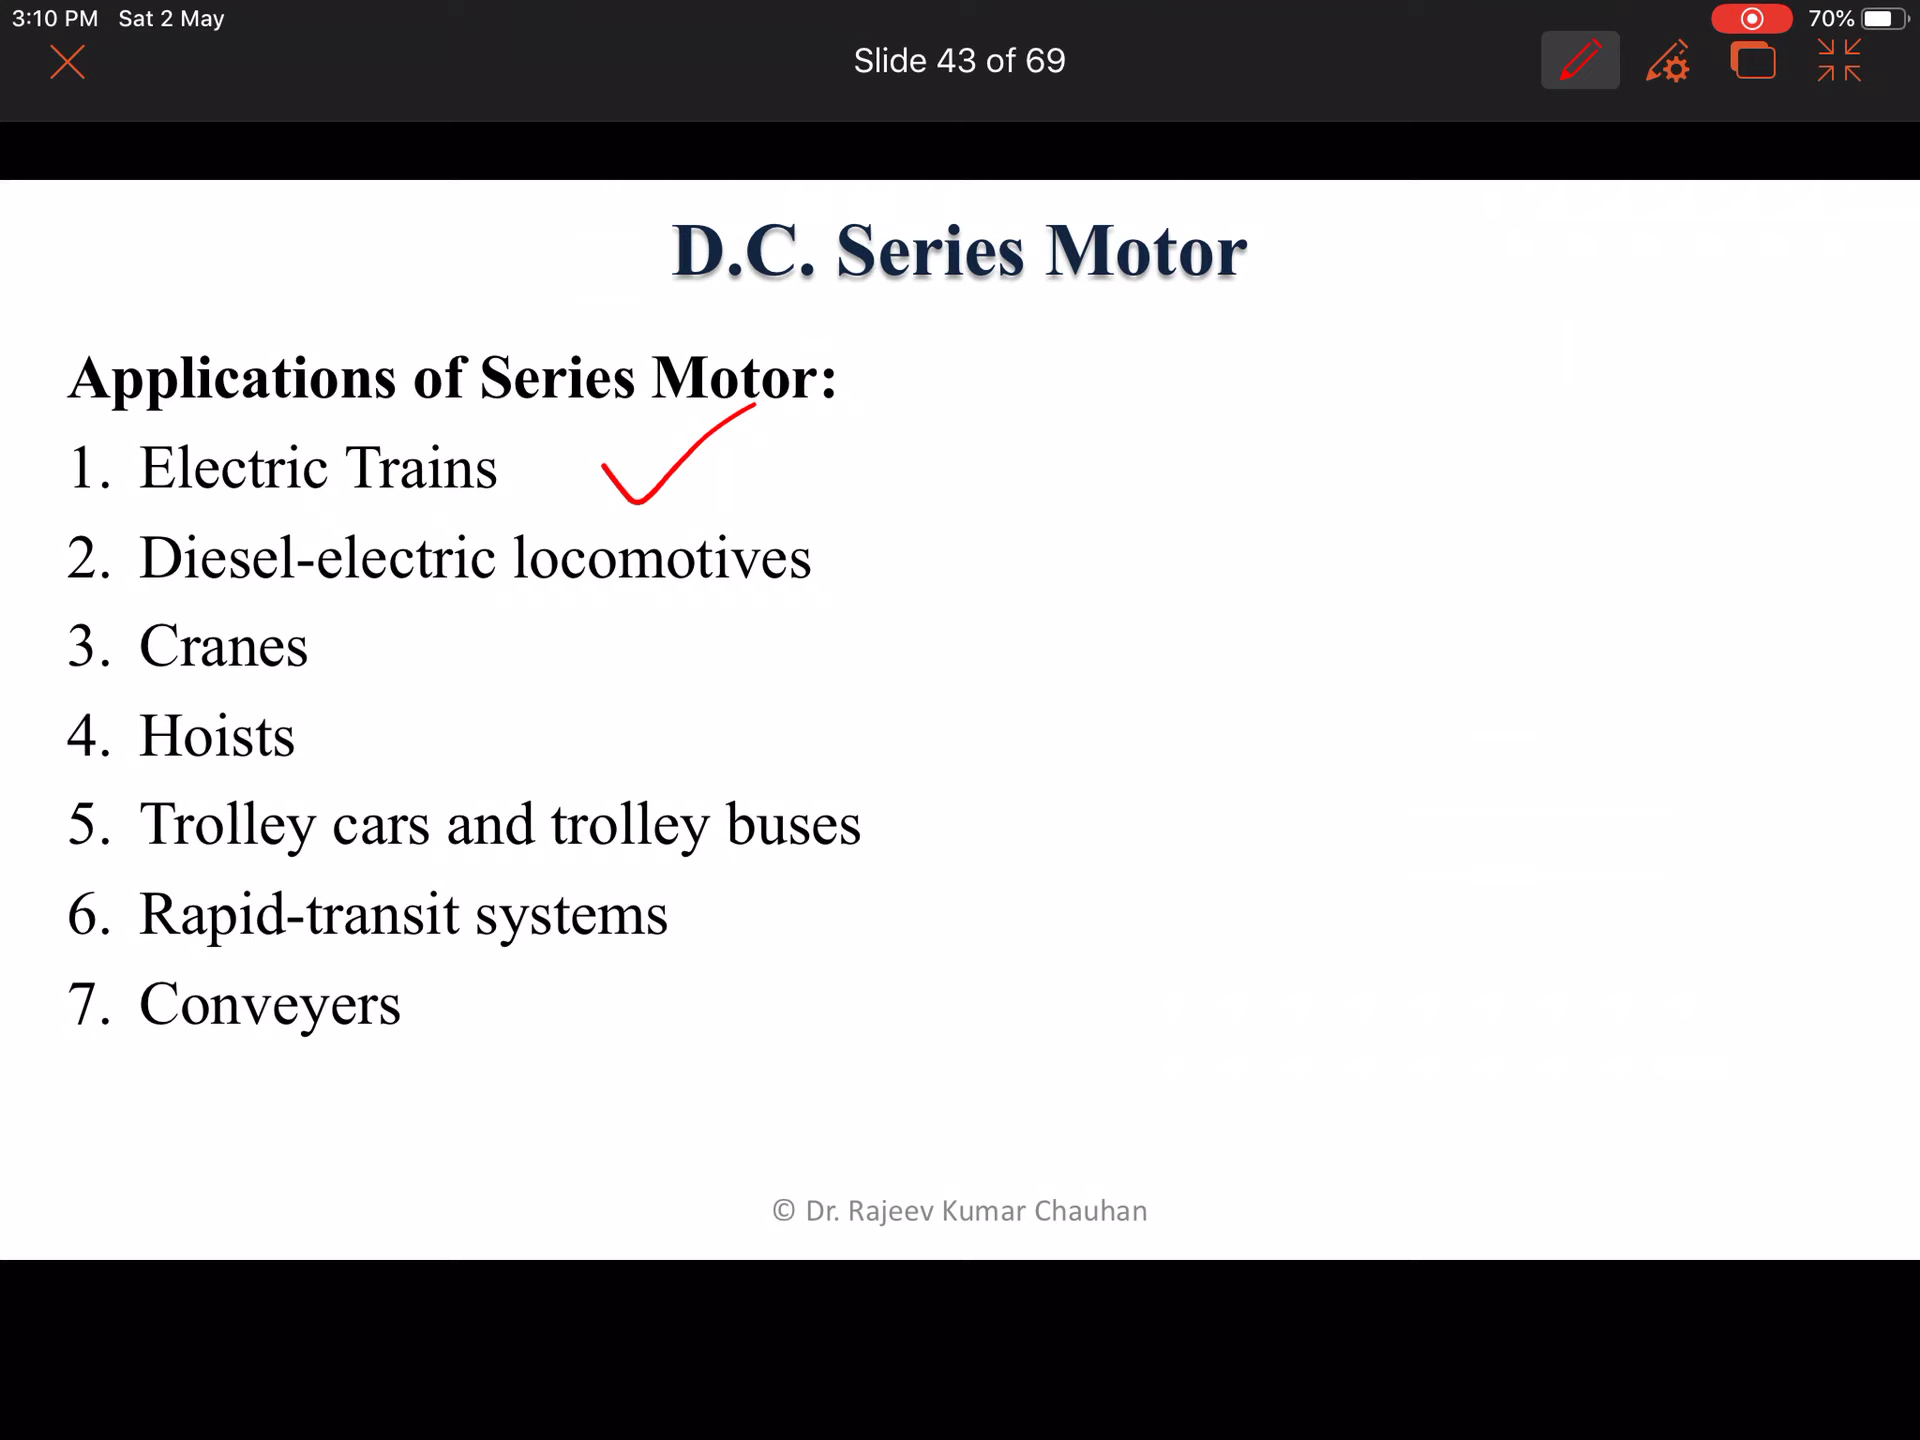 3:10 PM Sat 2 May
70%
Slide 43 of 69
D.C. Series Motor
Applications of Series Motor:
1. Electric Trains
2. Diesel-electric locomotives
3. Cranes
4. Hoists
5. Trolley cars and trolley buses
6. Rapid-transit systems
7. Conveyers
© Dr. Rajeev Kumar Chauhan